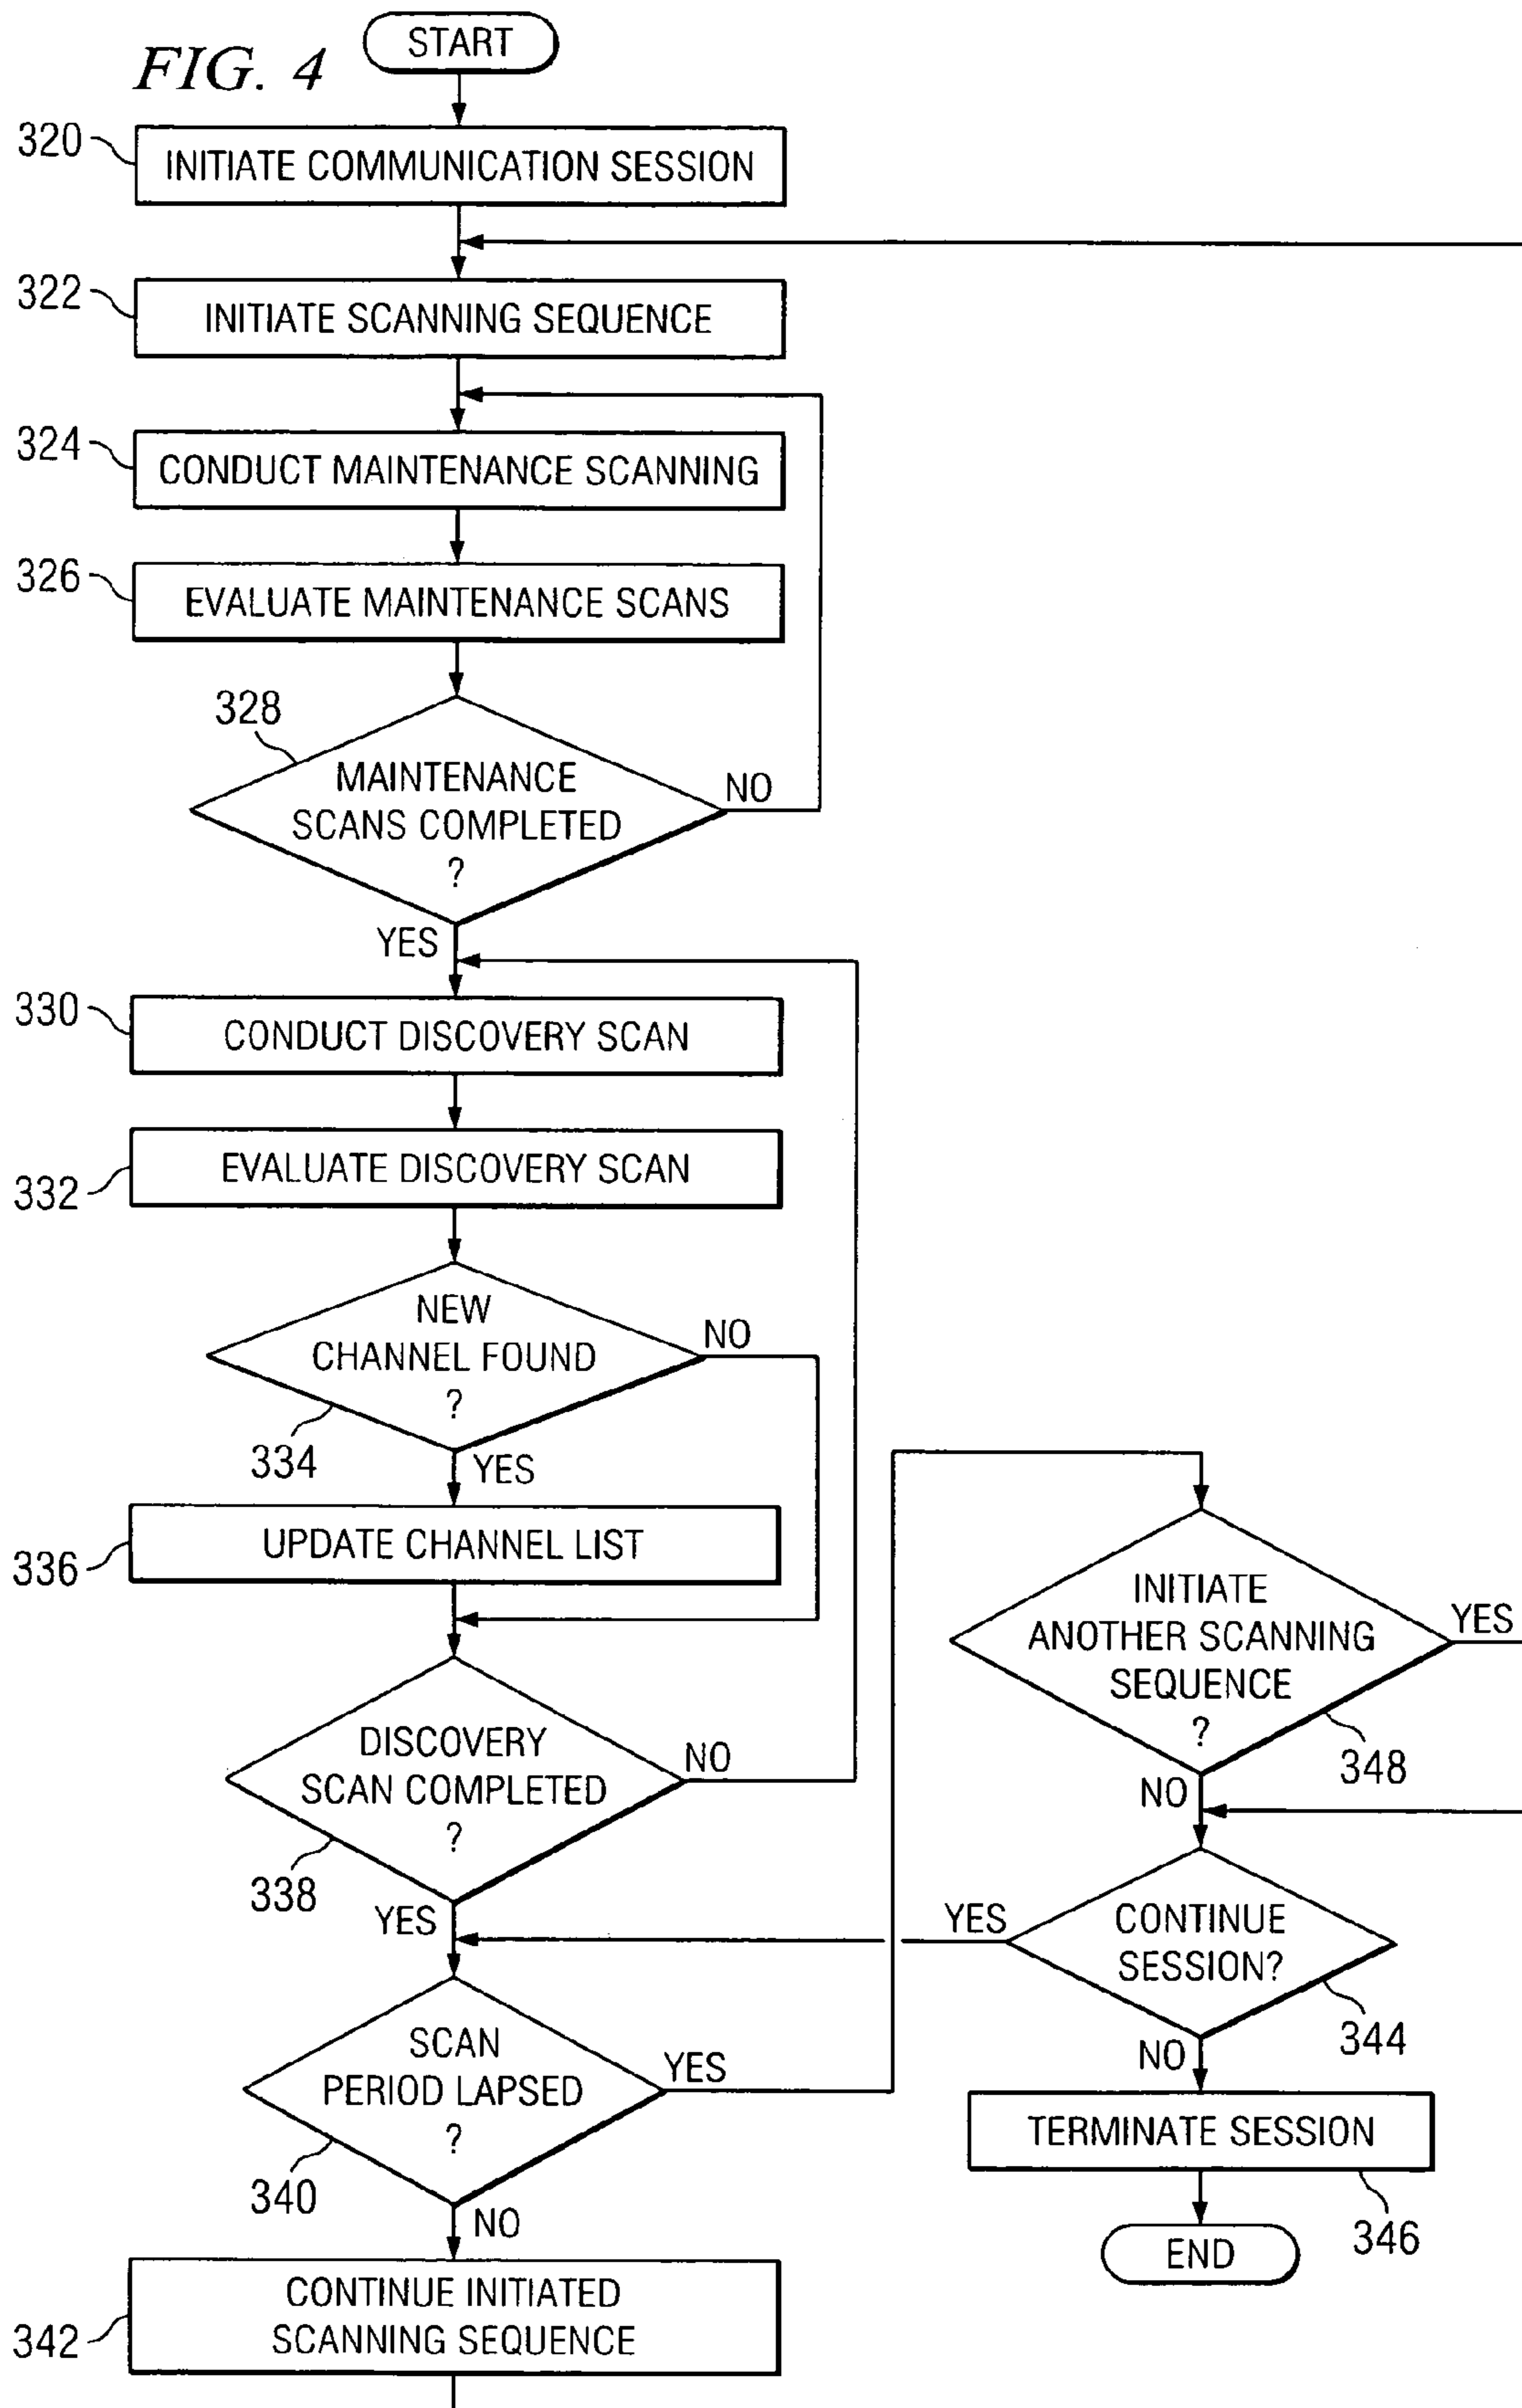 FIG. 4
START
320
INITIATE COMMUNICATION SESSION
322
INITIATE SCANNING SEQUENCE
324
CONDUCT MAINTENANCE SCANNING
326
EVALUATE MAINTENANCE SCANS
328
MAINTENANCE
SCANS COMPLETED
?
NO
YES
330
CONDUCT DISCOVERY SCAN
332
EVALUATE DISCOVERY SCAN
NEW
CHANNEL FOUND
?
NO
334
YES
336
UPDATE CHANNEL LIST
DISCOVERY
SCAN COMPLETED
?
NO
338
YES
SCAN
PERIOD LAPSED
?
YES
340
NO
342
CONTINUE INITIATED
SCANNING SEQUENCE
INITIATE
ANOTHER SCANNING
SEQUENCE
?
YES
348
NO
CONTINUE
SESSION?
YES
344
NO
TERMINATE SESSION
346
END